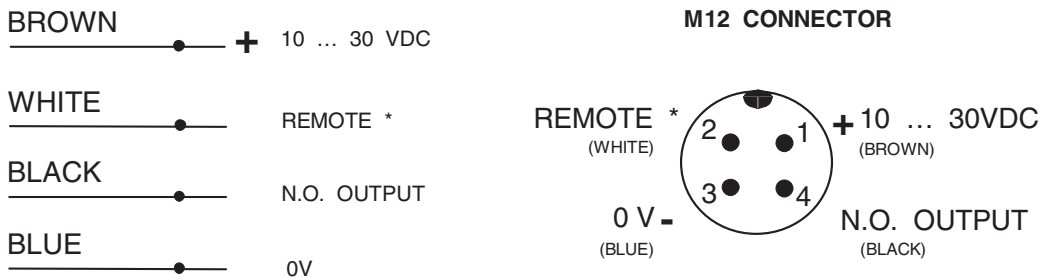 BROWN
+ 10 ... 30 VDC
WHITE
REMOTE *
BLACK
N.O. OUTPUT
BLUE
0V
M12 CONNECTOR
REMOTE *
(WHITE)
2
1
+ 10 ... 30VDC
(BROWN)
3
4
0 V -
(BLUE)
N.O. OUTPUT
(BLACK)